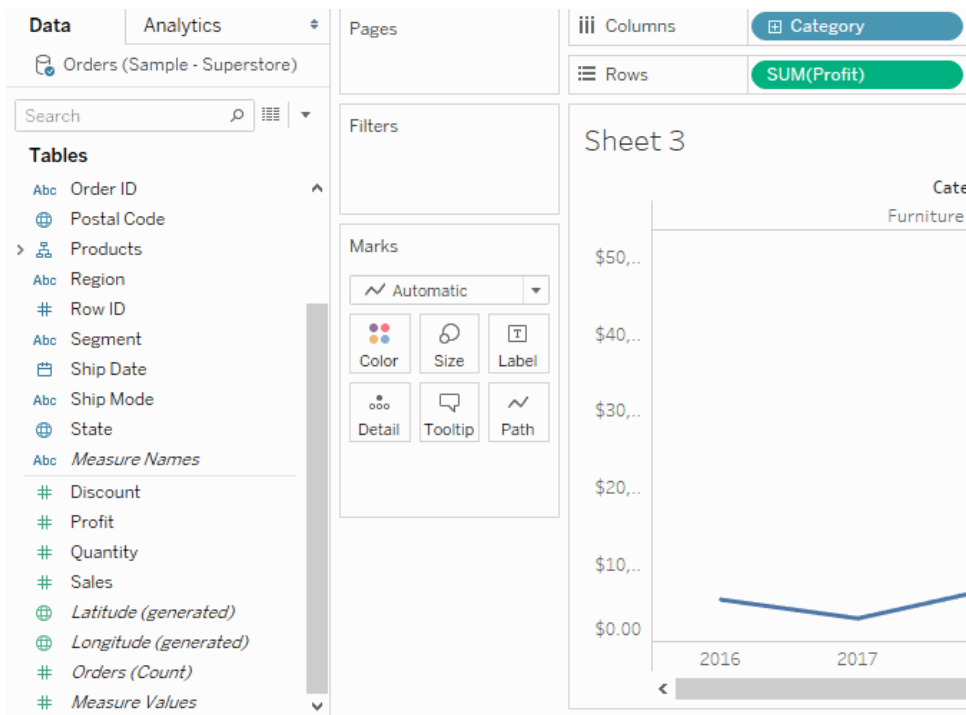 Data
Analytics
Orders (Sample - Superstore)
Search
Tables
Abc Order ID
Postal Code
Products
Abc Region
# Row ID
Abc Segment
Ship Date
Abc Ship Mode
State
Abc Measure Names
# Discount
# Profit
# Quantity
# Sales
Latitude (generated)
Longitude (generated)
# Orders (Count)
# Measure Values
Pages
Filters
Marks
Automatic
Color Size T Label
Detail Tooltip Path
Columns Category
Rows SUM(Profit)
Sheet 3
Cate
Furniture
$50,..
$40,..
$30,..
$20,..
$10,..
$0.00
2016 2017